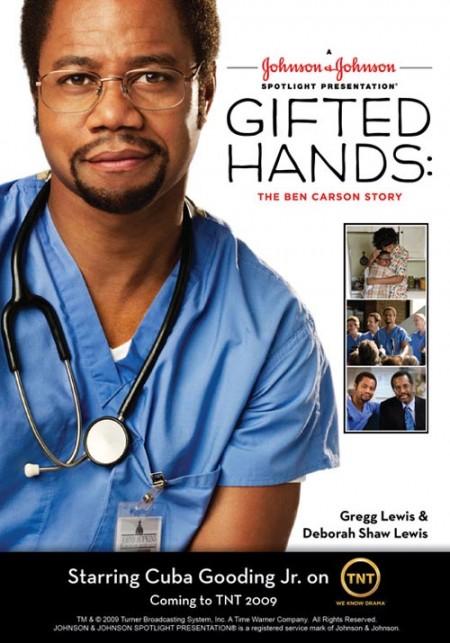 A
Johnson & Johnson
SPOTLIGHT PRESENTATION®
GIFTED
HANDS:
THE BEN CARSON STORY
Gregg Lewis &
Deborah Shaw Lewis
Starring Cuba Gooding Jr. on
TNT
WE KNOW DRAMA™
Coming to TNT 2009
TM & © 2009 Turner Broadcasting System, Inc. A Time Warner Company. All Rights Reserved.
JOHNSON & JOHNSON SPOTLIGHT PRESENTATION® is a registered service mark of Johnson & Johnson.